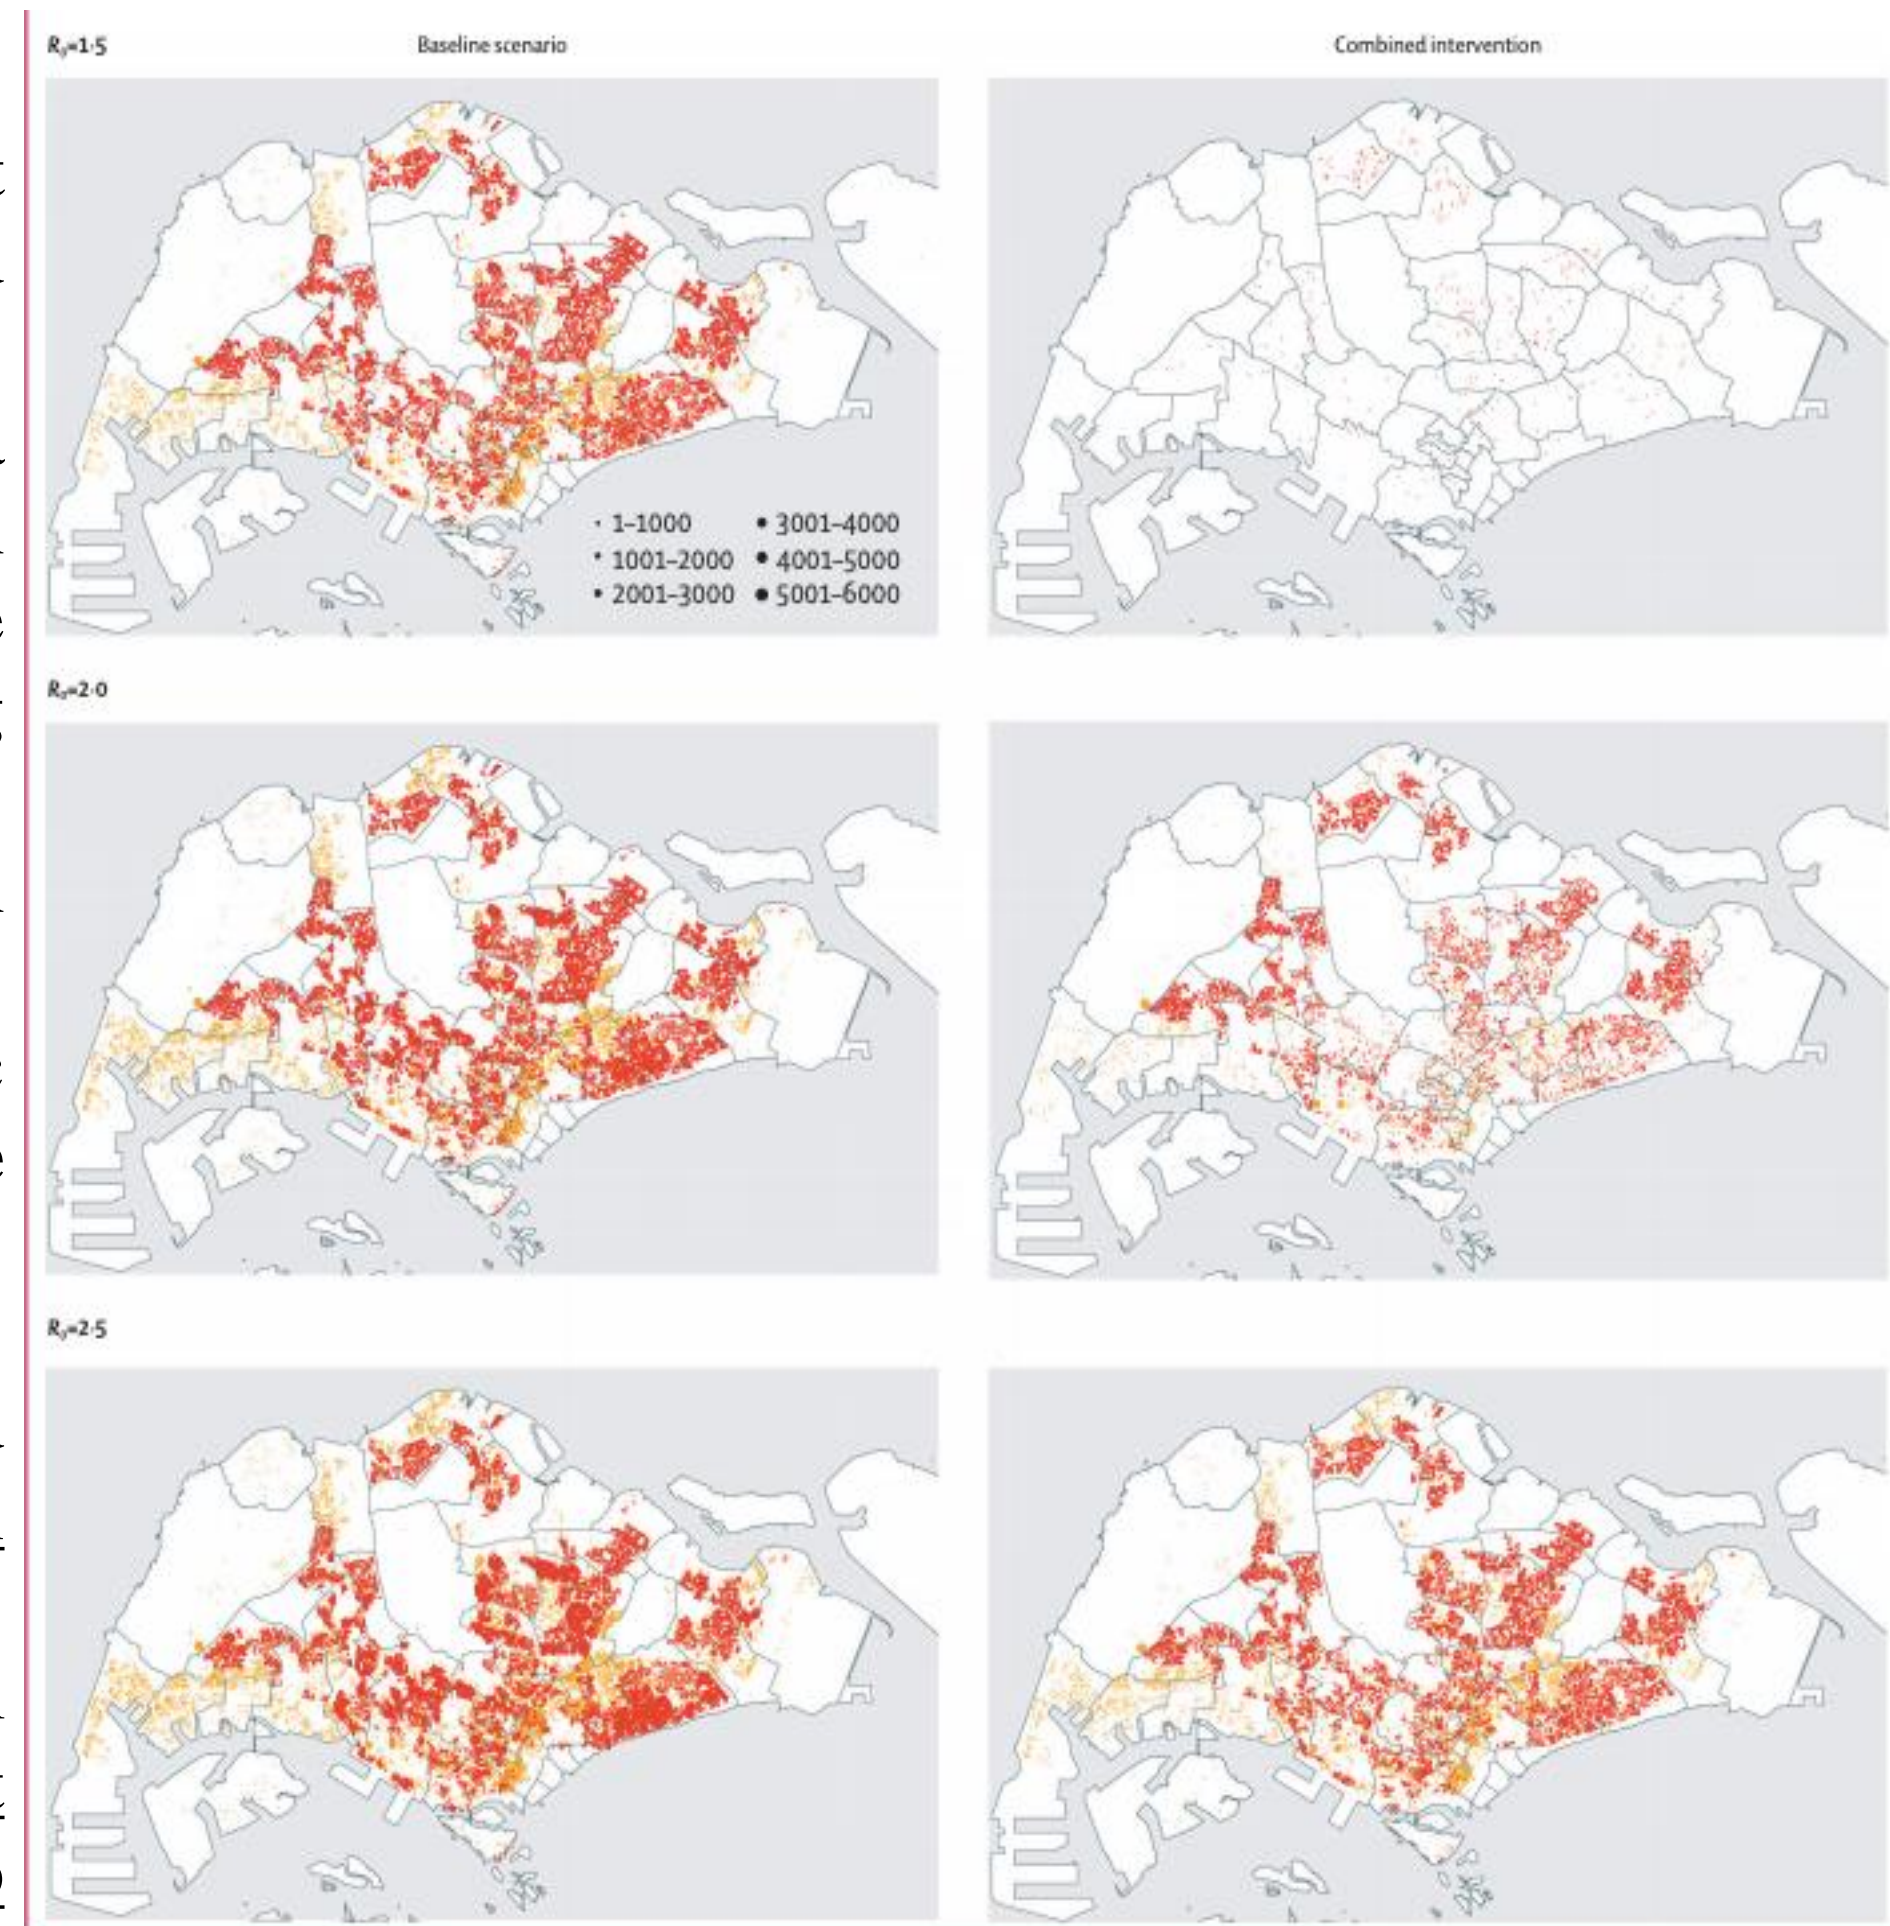 R₀=1·5
Baseline scenario
Combined intervention
1–1000
3001–4000
1001–2000
4001–5000
2001–3000
5001–6000
R₀=2·0
R₀=2·5